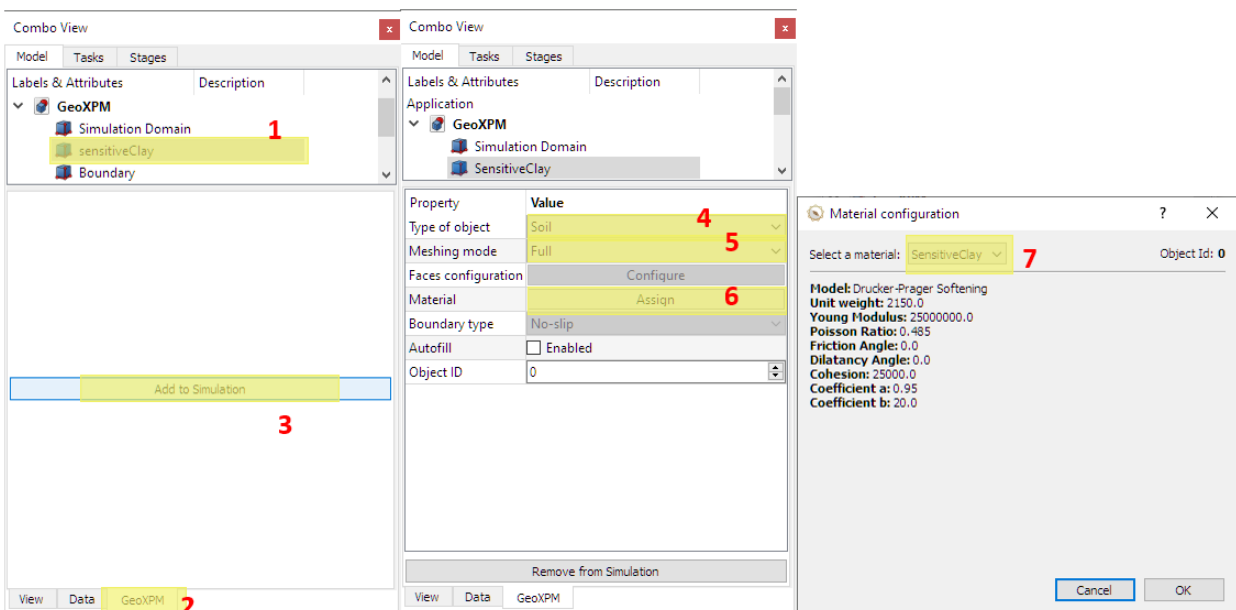 Combo View
x
Model Tasks Stages
Labels & Attributes Description
GeoXPM
Simulation Domain
1
sensitiveClay
Boundary
Add to Simulation
3
View Data GeoXPM
2
Combo View
x
Model Tasks Stages
Labels & Attributes Description
Application
GeoXPM
Simulation Domain
SensitiveClay
Property Value
Type of object Soil
4
Meshing mode Full
5
Faces configuration Configure
Material Assign
6
Boundary type No-slip
Autofill Enabled
Object ID 0
Remove from Simulation
View Data GeoXPM
Material configuration ? X
Select a material: SensitiveClay Object Id: 0
7
Model: Drucker-Prager Softening
Unit weight: 2150.0
Young Modulus: 25000000.0
Poisson Ratio: 0.485
Friction Angle: 0.0
Dilatancy Angle: 0.0
Cohesion: 25000.0
Coefficient a: 0.95
Coefficient b: 20.0
Cancel OK